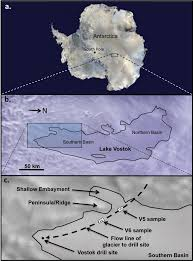 a.
Antarctica
South Pole
b.
N
Northern Basin
Southern Basin
Lake Vostok
50 km
c.
Shallow Embayment
Peninsula/Ridge
V5 sample
V6 sample
Flow line of
glacier to drill site
Vostok drill site
Southern Basin